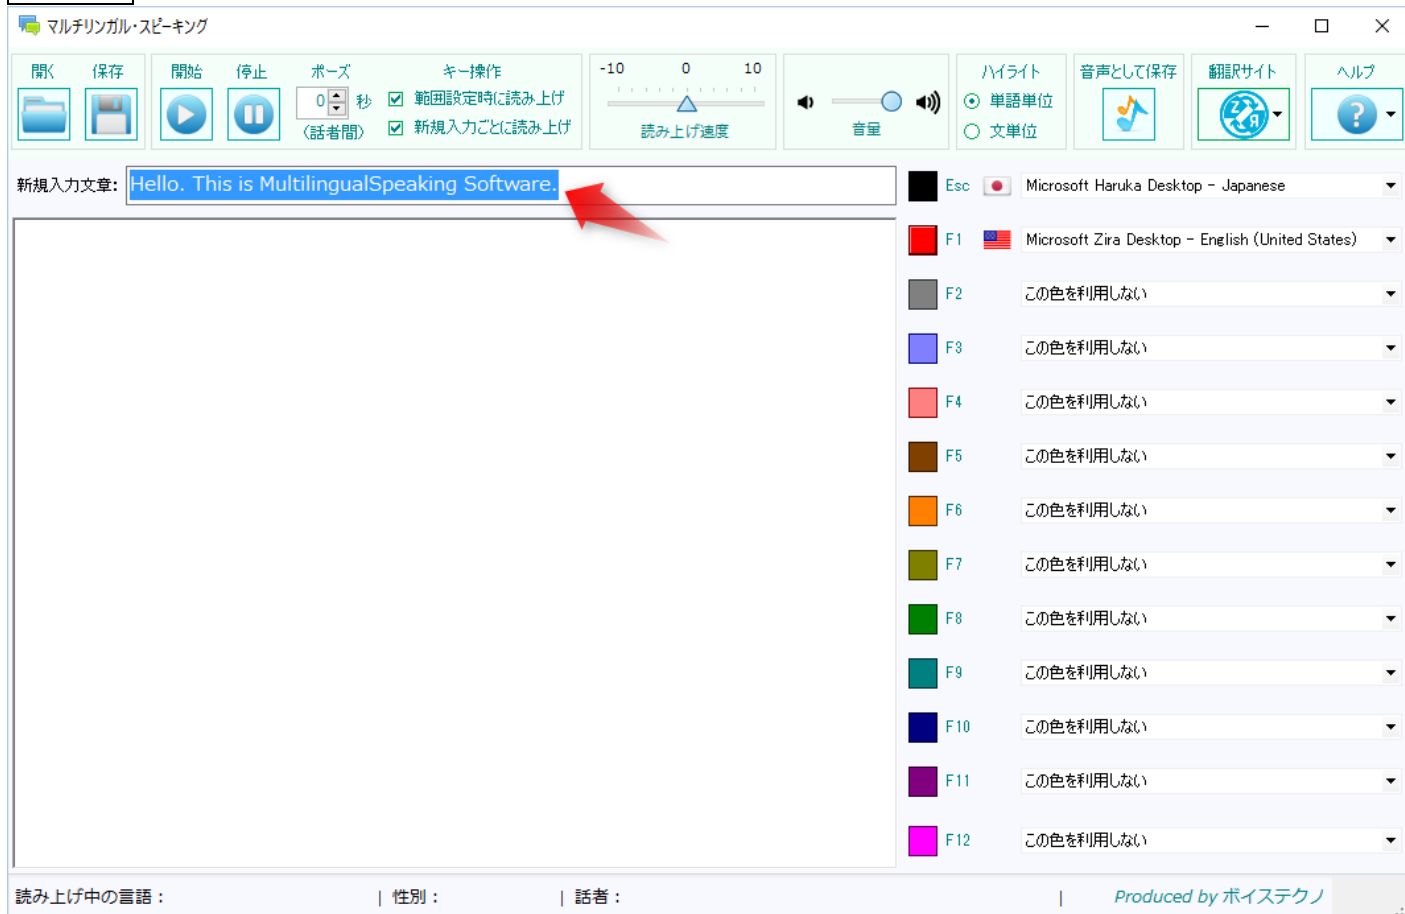 マルチリンガル・スピーキング
開く 保存 開始 停止 ポーズ キー操作 -10 0 10 ハイライト 音声として保存 翻訳サイト ヘルプ
0 秒 範囲設定時に読み上げ 単語単位
(話者間) 新規入力ごとに読み上げ 読み上げ速度 音量 文単位
新規入力文章: Hello. This is MultilingualSpeaking Software. Esc Microsoft Haruka Desktop - Japanese
F1 Microsoft Zira Desktop - English (United States)
F2 この色を利用しない
F3 この色を利用しない
F4 この色を利用しない
F5 この色を利用しない
F6 この色を利用しない
F7 この色を利用しない
F8 この色を利用しない
F9 この色を利用しない
F10 この色を利用しない
F11 この色を利用しない
F12 この色を利用しない
読み上げ中の言語： | 性別： | 話者： | Produced by ボイステクノ